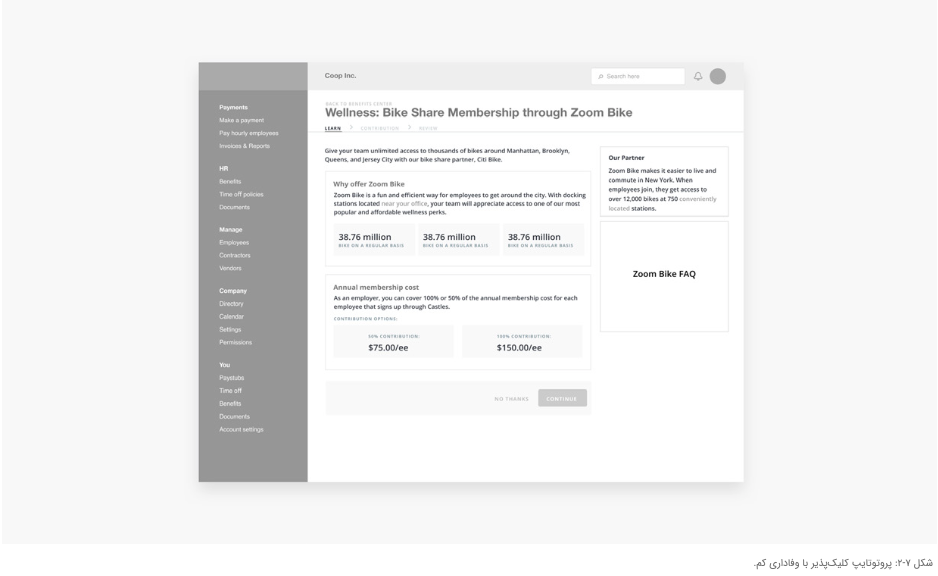 Coop Inc.
Search here
Payments
Make a payment
Pay hourly employees
Invoices & Reports
HR
Benefits
Time off policies
Documents
Manage
Employees
Contractors
Vendors
Company
Directory
Calendar
Settings
Permissions
You
Paystubs
Time off
Benefits
Documents
Account settings
BACK TO BENEFITS CENTER
Wellness: Bike Share Membership through Zoom Bike
LEARN > CONTRIBUTION > REVIEW
Give your team unlimited access to thousands of bikes around Manhattan, Brooklyn,
Queens, and Jersey City with our bike share partner, Citi Bike.
Why offer Zoom Bike
Zoom Bike is a fun and efficient way for employees to get around the city. With docking
stations located near your office, your team will appreciate access to one of our most
popular and affordable wellness perks.
38.76 million 38.76 million 38.76 million
BIKE ON A REGULAR BASIS BIKE ON A REGULAR BASIS BIKE ON A REGULAR BASIS
Annual membership cost
As an employer, you can cover 100% or 50% of the annual membership cost for each
employee that signs up through Castles.
CONTRIBUTION OPTIONS:
50% CONTRIBUTION: 100% CONTRIBUTION:
$75.00/ee $150.00/ee
NO THANKS CONTINUE
Our Partner
Zoom Bike makes it easier to live and
commute in New York. When
employees join, they get access to
over 12,000 bikes at 750 conveniently
located stations.
Zoom Bike FAQ
شکل ۷-۲: پروتوتایپ کلیک‌پذیر با وفاداری کم.